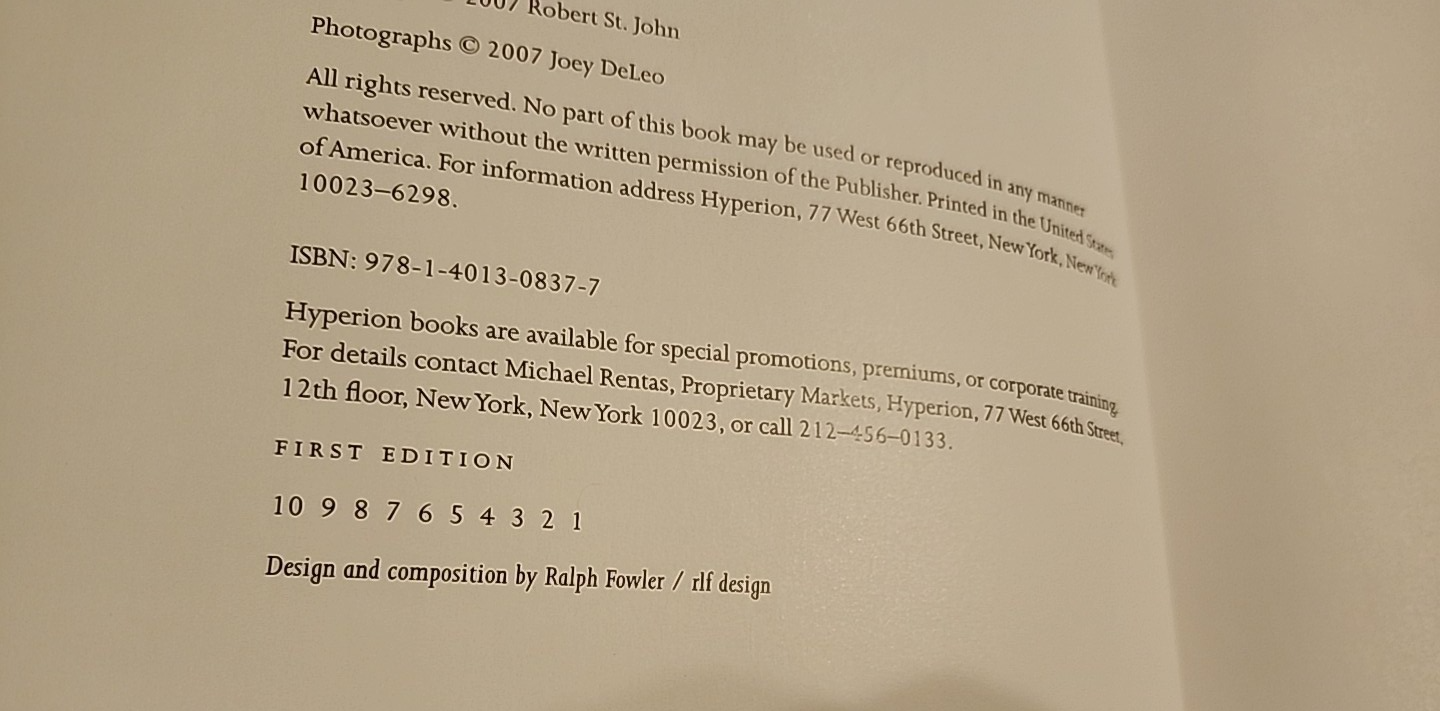 2007 Robert St. John
Photographs © 2007 Joey DeLeo
All rights reserved. No part of this book may be used or reproduced in any manner
whatsoever without the written permission of the Publisher. Printed in the United States
of America. For information address Hyperion, 77 West 66th Street, New York, New York
10023–6298.
ISBN: 978-1-4013-0837-7
Hyperion books are available for special promotions, premiums, or corporate training.
For details contact Michael Rentas, Proprietary Markets, Hyperion, 77 West 66th Street,
12th floor, New York, New York 10023, or call 212–456–0133.
FIRST EDITION
10 9 8 7 6 5 4 3 2 1
Design and composition by Ralph Fowler / rlf design